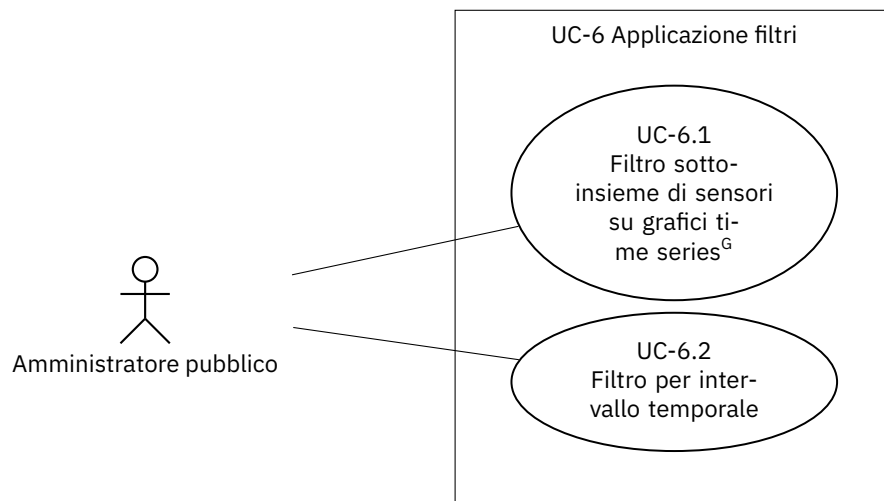 UC-6 Applicazione filtri
UC-6.1
Filtro sotto-
insieme di sensori
su grafici ti-
me seriesG
Amministratore pubblico
UC-6.2
Filtro per inter-
vallo temporale